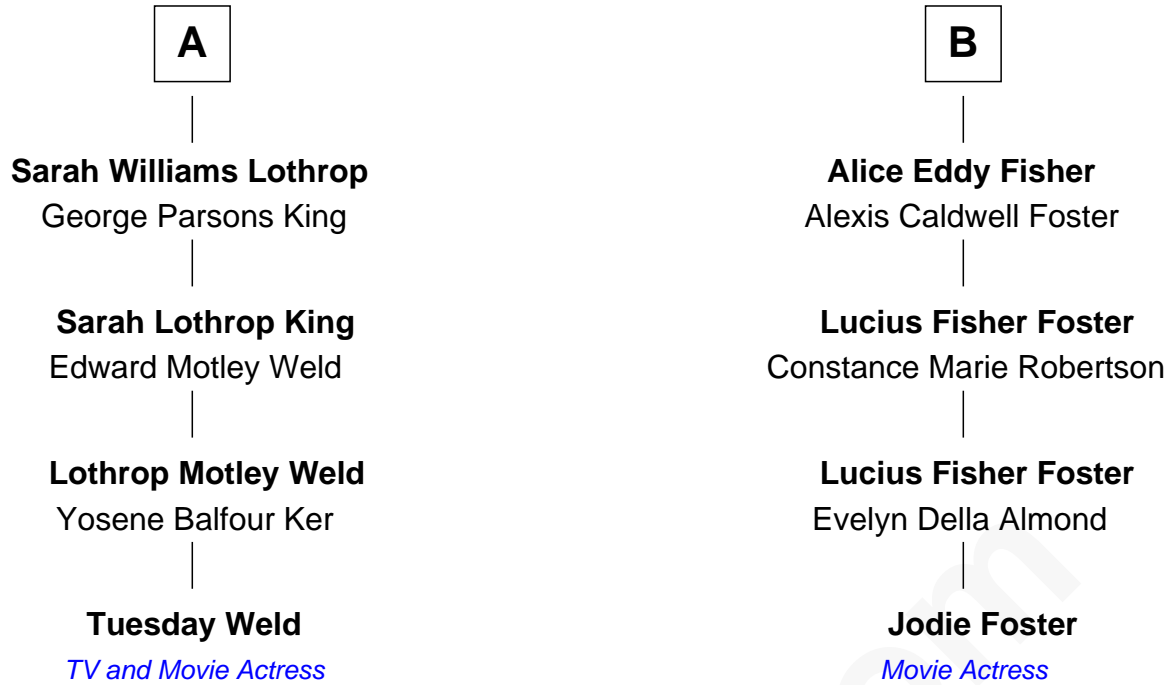 A
Sarah Williams Lothrop
George Parsons King
Sarah Lothrop King
Edward Motley Weld
Lothrop Motley Weld
Yosene Balfour Ker
Tuesday Weld
TV and Movie Actress
B
Alice Eddy Fisher
Alexis Caldwell Foster
Lucius Fisher Foster
Constance Marie Robertson
Lucius Fisher Foster
Evelyn Della Almond
Jodie Foster
Movie Actress
om